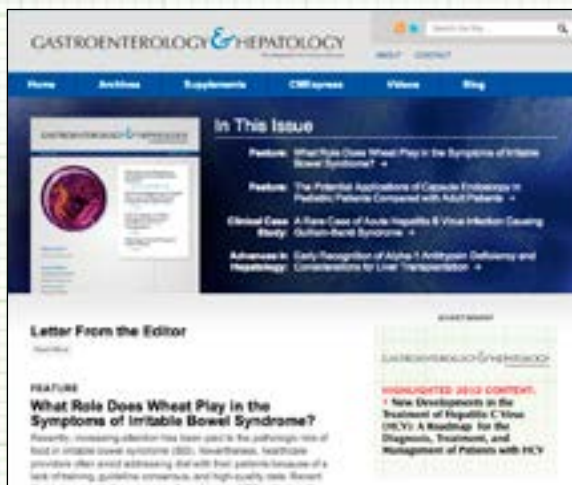 GASTROENTEROLOGY & HEPATOLOGY
Search
ABOUT CONTACT
Home Archives Supplements CMExpress Videos Blog
GASTROENTEROLOGY & HEPATOLOGY
In This Issue
Feature: What Role Does Wheat Play in the Symptoms of Irritable
Bowel Syndrome? →
Feature: The Potential Applications of Capsule Endoscopy in
Pediatric Patients Compared with Adult Patients →
Clinical Case A Rare Case of Acute Hepatitis E Virus Infection Causing
Study: Guillain-Barré Syndrome →
Advances in Early Recognition of Alpha-1 Antitrypsin Deficiency and
Hepatology: Considerations for Liver Transplantation →
Letter From the Editor
Read More
ADVERTISEMENT
GASTROENTEROLOGY & HEPATOLOGY
HIGHLIGHTED 2012 CONTENT:
• New Developments in the
Treatment of Hepatitis C Virus
(HCV): A Roadmap for the
Diagnosis, Treatment, and
Management of Patients with HCV
FEATURE
What Role Does Wheat Play in the
Symptoms of Irritable Bowel Syndrome?
Recently, increasing attention has been paid to the pathologic role of
food in irritable bowel syndrome (IBS). Nevertheless, healthcare
providers often avoid addressing diet with their patients because of a
lack of training, guideline consensus, and high-quality data. Recent